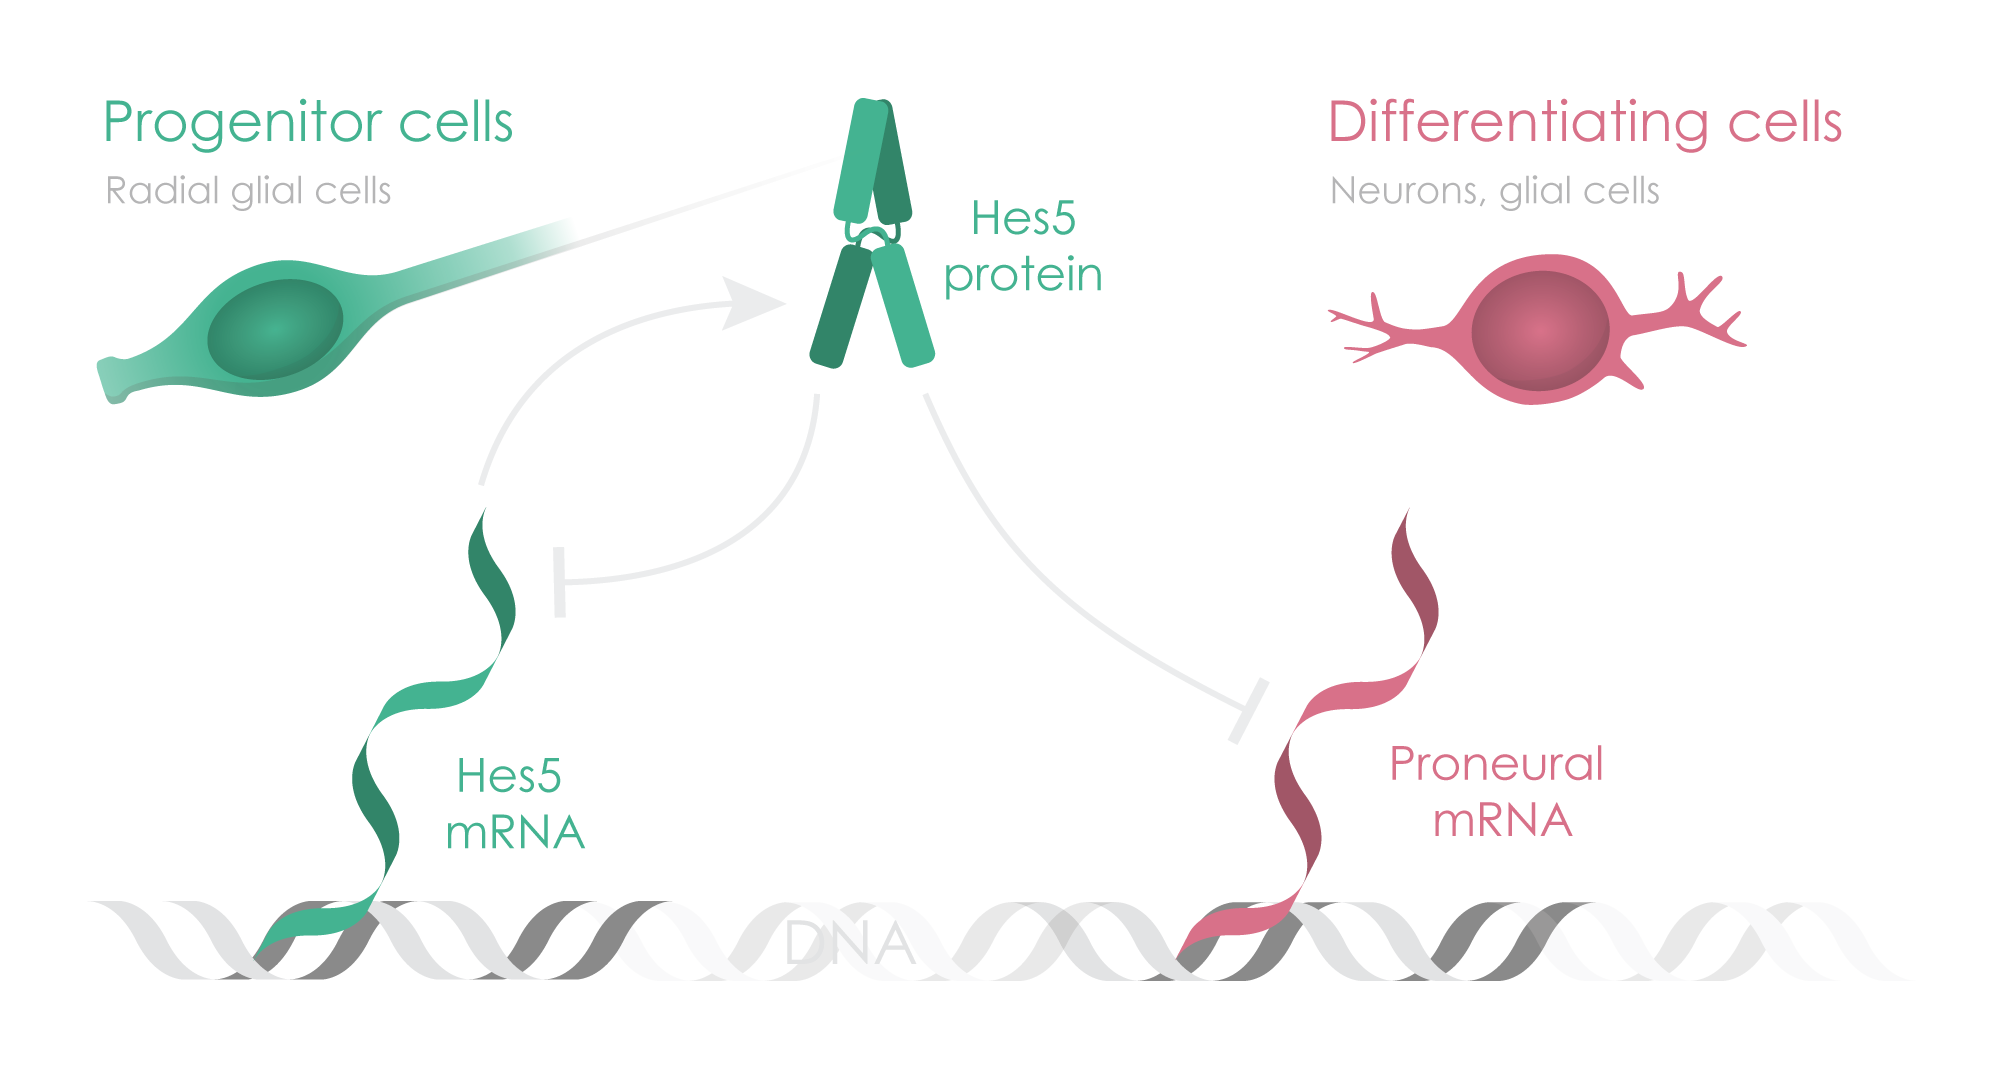 Progenitor cells
Radial glial cells
Hes5
protein
Differentiating cells
Neurons, glial cells
Hes5
mRNA
Proneural
mRNA
DNA